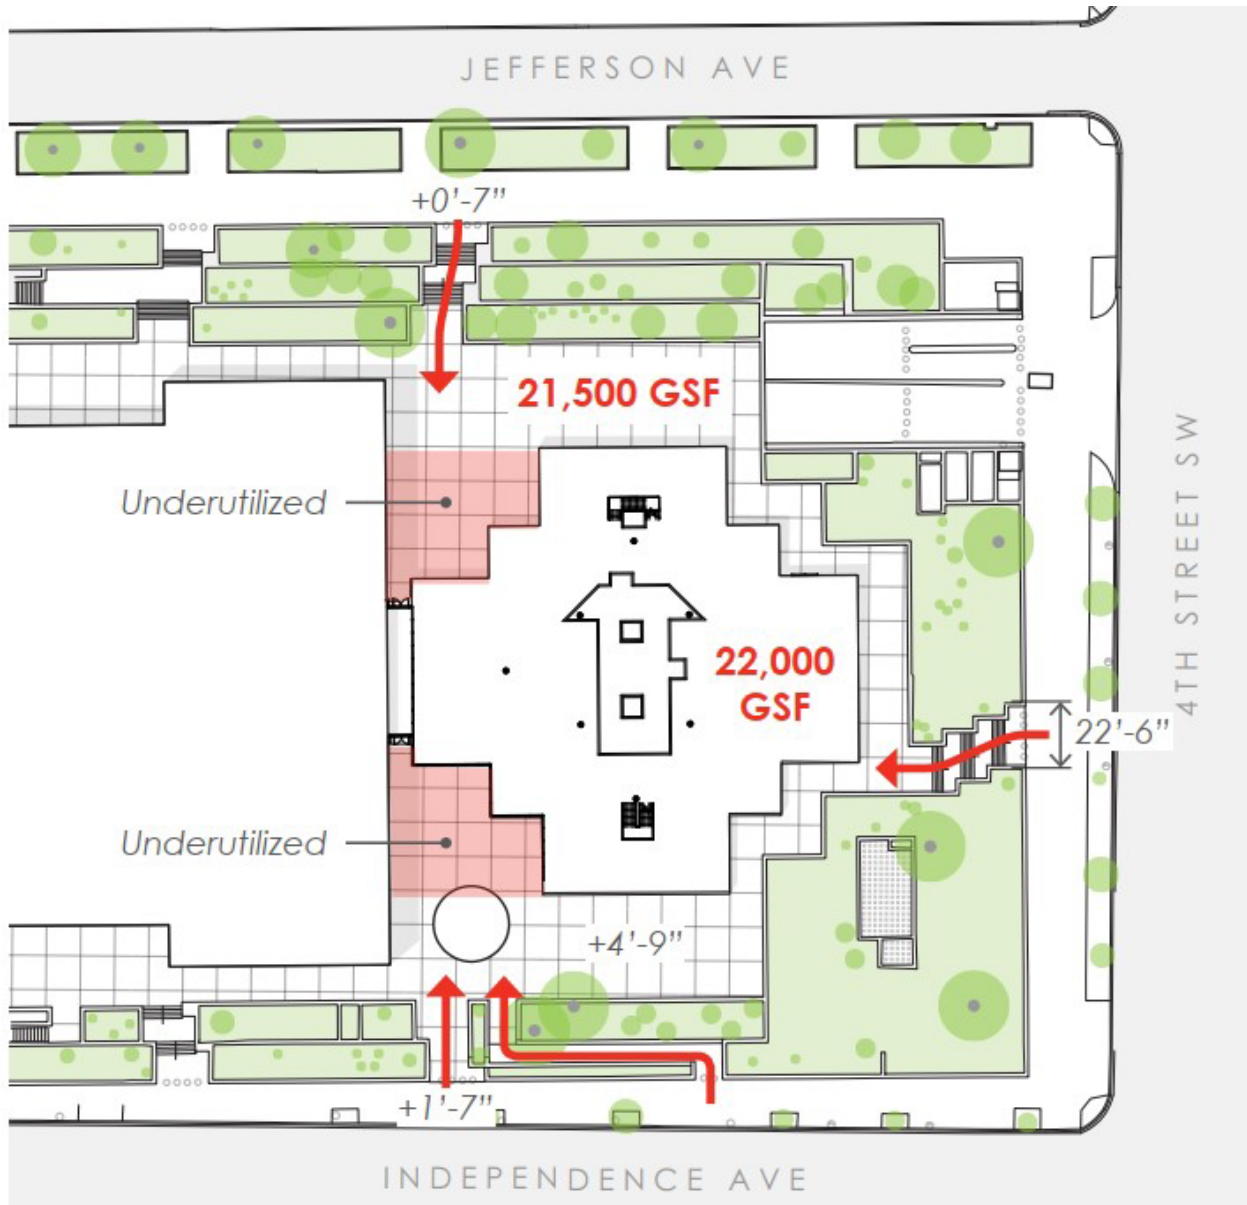 JEFFERSON AVE
+0'-7"
21,500 GSF
Underutilized
22,000
GSF
4TH STREET SW
22'-6"
Underutilized
+4'-9"
+1'-7"
INDEPENDENCE AVE